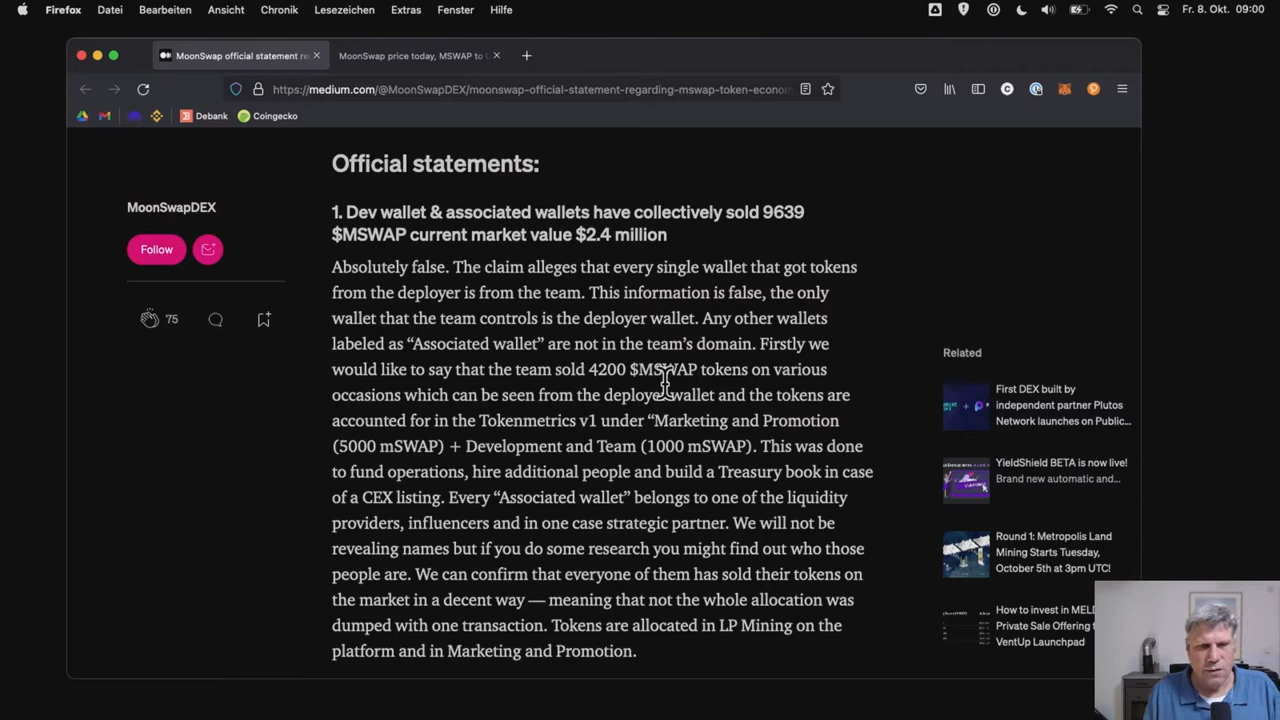 Firefox Datei Bearbeiten Ansicht Chronik Lesezeichen Extras Fenster Hilfe Fr. 8. Okt. 09:00
MoonSwap official statement re
MoonSwap price today, MSWAP to
https://medium.com/@MoonSwapDEX/moonswap-official-statement-regarding-mswap-token-econom
Debank Coingecko
Official statements:
MoonSwapDEX
Follow
75
1. Dev wallet & associated wallets have collectively sold 9639
$MSWAP current market value $2.4 million
Absolutely false. The claim alleges that every single wallet that got tokens
from the deployer is from the team. This information is false, the only
wallet that the team controls is the deployer wallet. Any other wallets
labeled as “Associated wallet” are not in the team’s domain. Firstly we
would like to say that the team sold 4200 $MSWAP tokens on various
occasions which can be seen from the deployer wallet and the tokens are
accounted for in the Tokenmetrics v1 under “Marketing and Promotion
(5000 mSWAP) + Development and Team (1000 mSWAP). This was done
to fund operations, hire additional people and build a Treasury book in case
of a CEX listing. Every “Associated wallet” belongs to one of the liquidity
providers, influencers and in one case strategic partner. We will not be
revealing names but if you do some research you might find out who those
people are. We can confirm that everyone of them has sold their tokens on
the market in a decent way — meaning that not the whole allocation was
dumped with one transaction. Tokens are allocated in LP Mining on the
platform and in Marketing and Promotion.
Related
First DEX built by
independent partner Plutos
Network launches on Public...
YieldShield BETA is now live!
Brand new automatic and...
Round 1: Metropolis Land
Mining Starts Tuesday,
October 5th at 3pm UTC!
How to invest in MELD
Private Sale Offering f
VentUp Launchpad